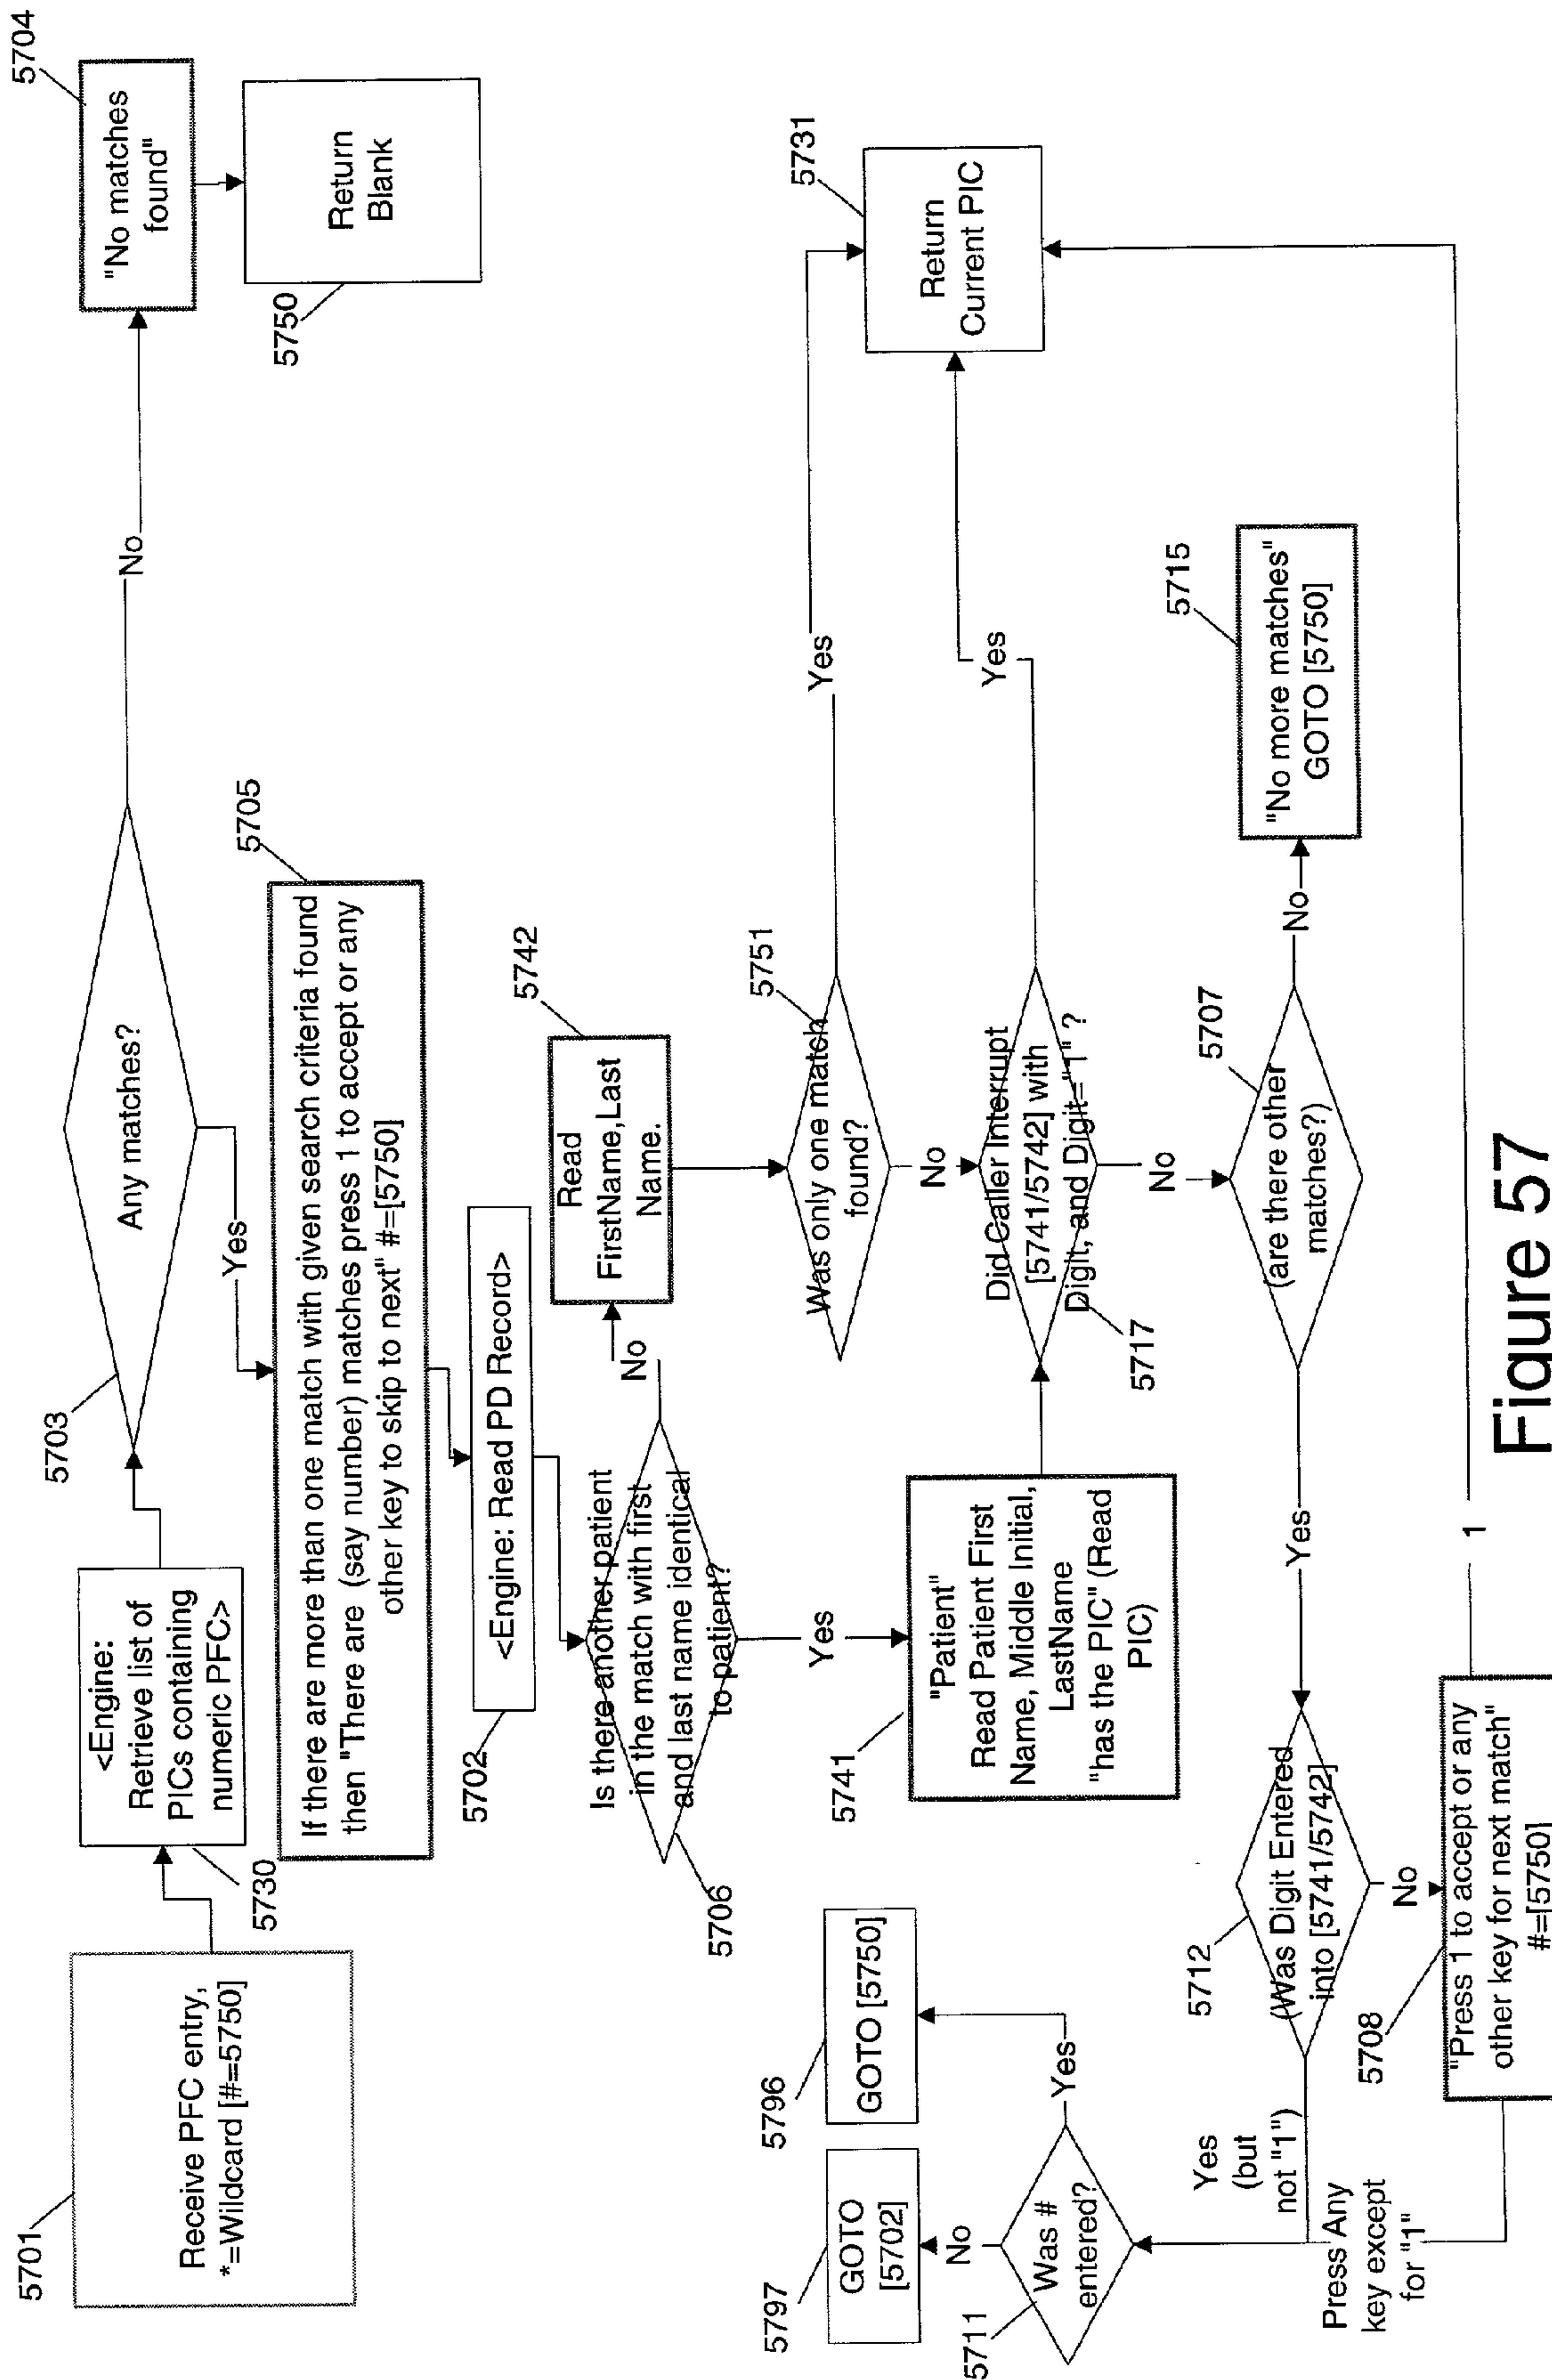 5701
Receive PFC entry,
*=Wildcard [#=5750]
<Engine:
Retrieve list of
PICs containing
numeric PFC>
5730
5703
Any matches?
No
5704
"No matches
found"
Return
Blank
5750
Yes
5705
If there are more than one match with given search criteria found
then "There are (say number) matches press 1 to accept or any
other key to skip to next" #=[5750]
5702
<Engine: Read PD Record>
Is there another patient
in the match with first
and last name identical
to patient?
5706
No
5742
Read
FirstName,Last
Name.
Yes
5741
"Patient"
Read Patient First
Name, Middle Initial,
LastName
"has the PIC" (Read
PIC)
5751
Was only one match
found?
Yes
5731
Return
Current PIC
No
Did Caller Interrupt
[5741/5742] with
Digit, and Digit="1" ?
5717
Yes
No
5707
(are there other
matches?)
No
5715
"No more matches"
GOTO [5750]
Yes
5712
(Was Digit Entered
into [5741/5742]
No
5708
"Press 1 to accept or any
other key for next match"
#=[5750]
1
Yes
(but
not "1")
Press Any
key except
for "1"
5711
Was #
entered?
No
5797
GOTO
[5702]
Yes
5796
GOTO [5750]
Figure 57